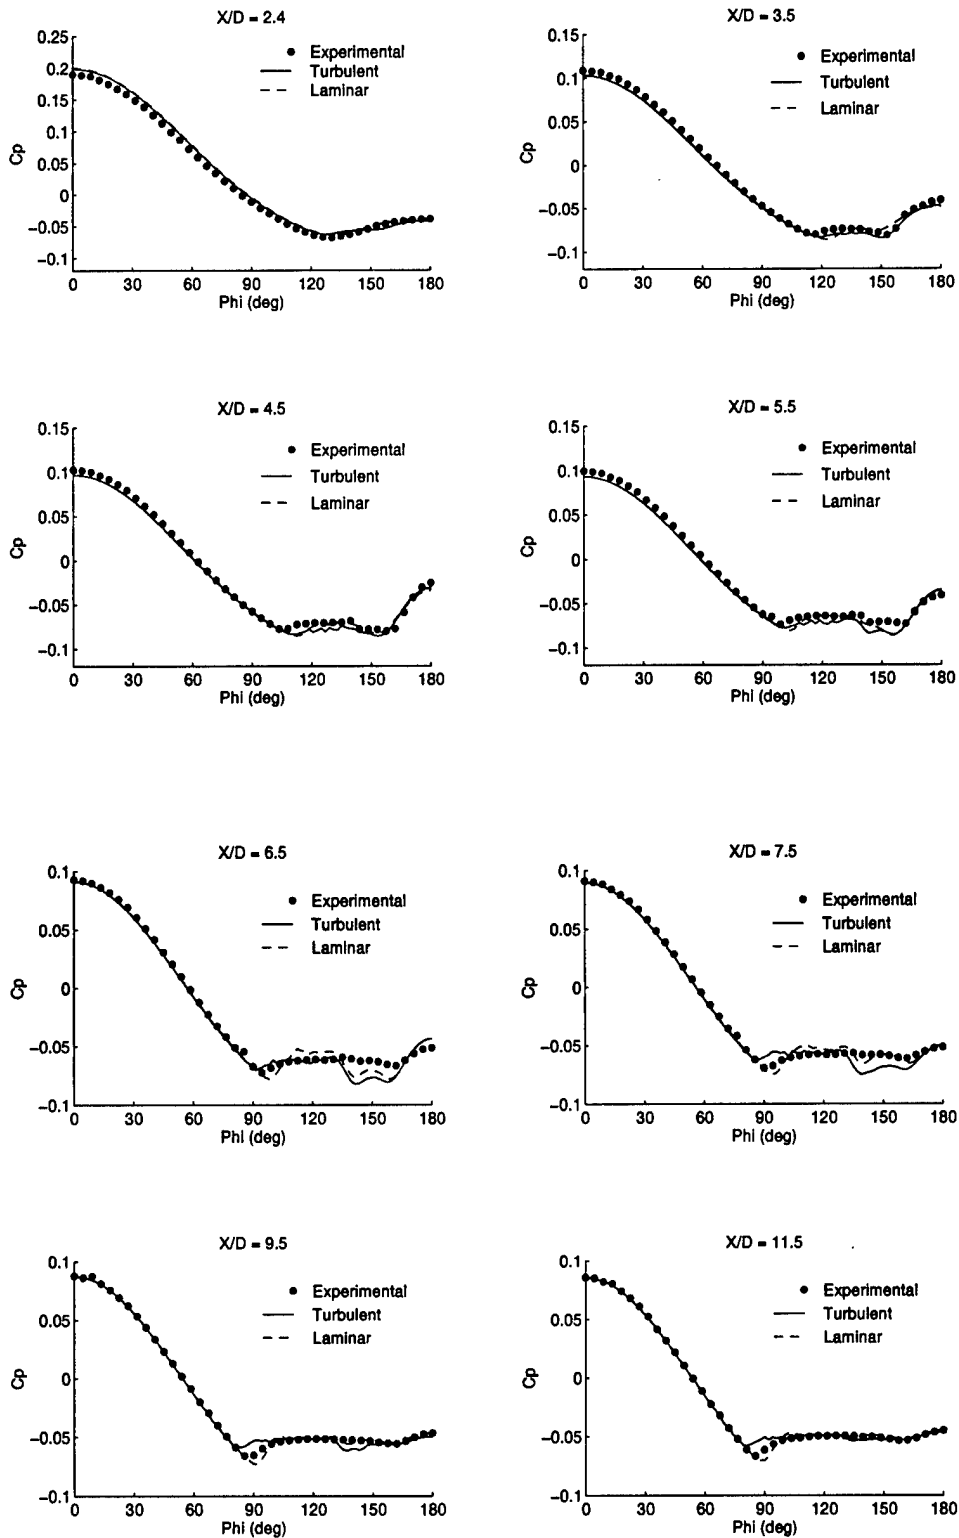 X/D = 2.4
0.25
0.2
0.15
0.1
0.05
0
−0.05
−0.1
Cp
Experimental
Turbulent
Laminar
0 30 60 90 120 150 180
Phi (deg)
X/D = 3.5
0.15
0.1
0.05
0
−0.05
−0.1
Cp
Experimental
Turbulent
Laminar
0 30 60 90 120 150 180
Phi (deg)
X/D = 4.5
0.15
0.1
0.05
0
−0.05
−0.1
Cp
Experimental
Turbulent
Laminar
0 30 60 90 120 150 180
Phi (deg)
X/D = 5.5
0.15
0.1
0.05
0
−0.05
−0.1
Cp
Experimental
Turbulent
Laminar
0 30 60 90 120 150 180
Phi (deg)
X/D = 6.5
0.1
0.05
0
−0.05
−0.1
Cp
Experimental
Turbulent
Laminar
0 30 60 90 120 150 180
Phi (deg)
X/D = 7.5
0.1
0.05
0
−0.05
−0.1
Cp
Experimental
Turbulent
Laminar
0 30 60 90 120 150 180
Phi (deg)
X/D = 9.5
0.1
0.05
0
−0.05
−0.1
Cp
Experimental
Turbulent
Laminar
0 30 60 90 120 150 180
Phi (deg)
X/D = 11.5
0.1
0.05
0
−0.05
−0.1
Cp
Experimental
Turbulent
Laminar
0 30 60 90 120 150 180
Phi (deg)